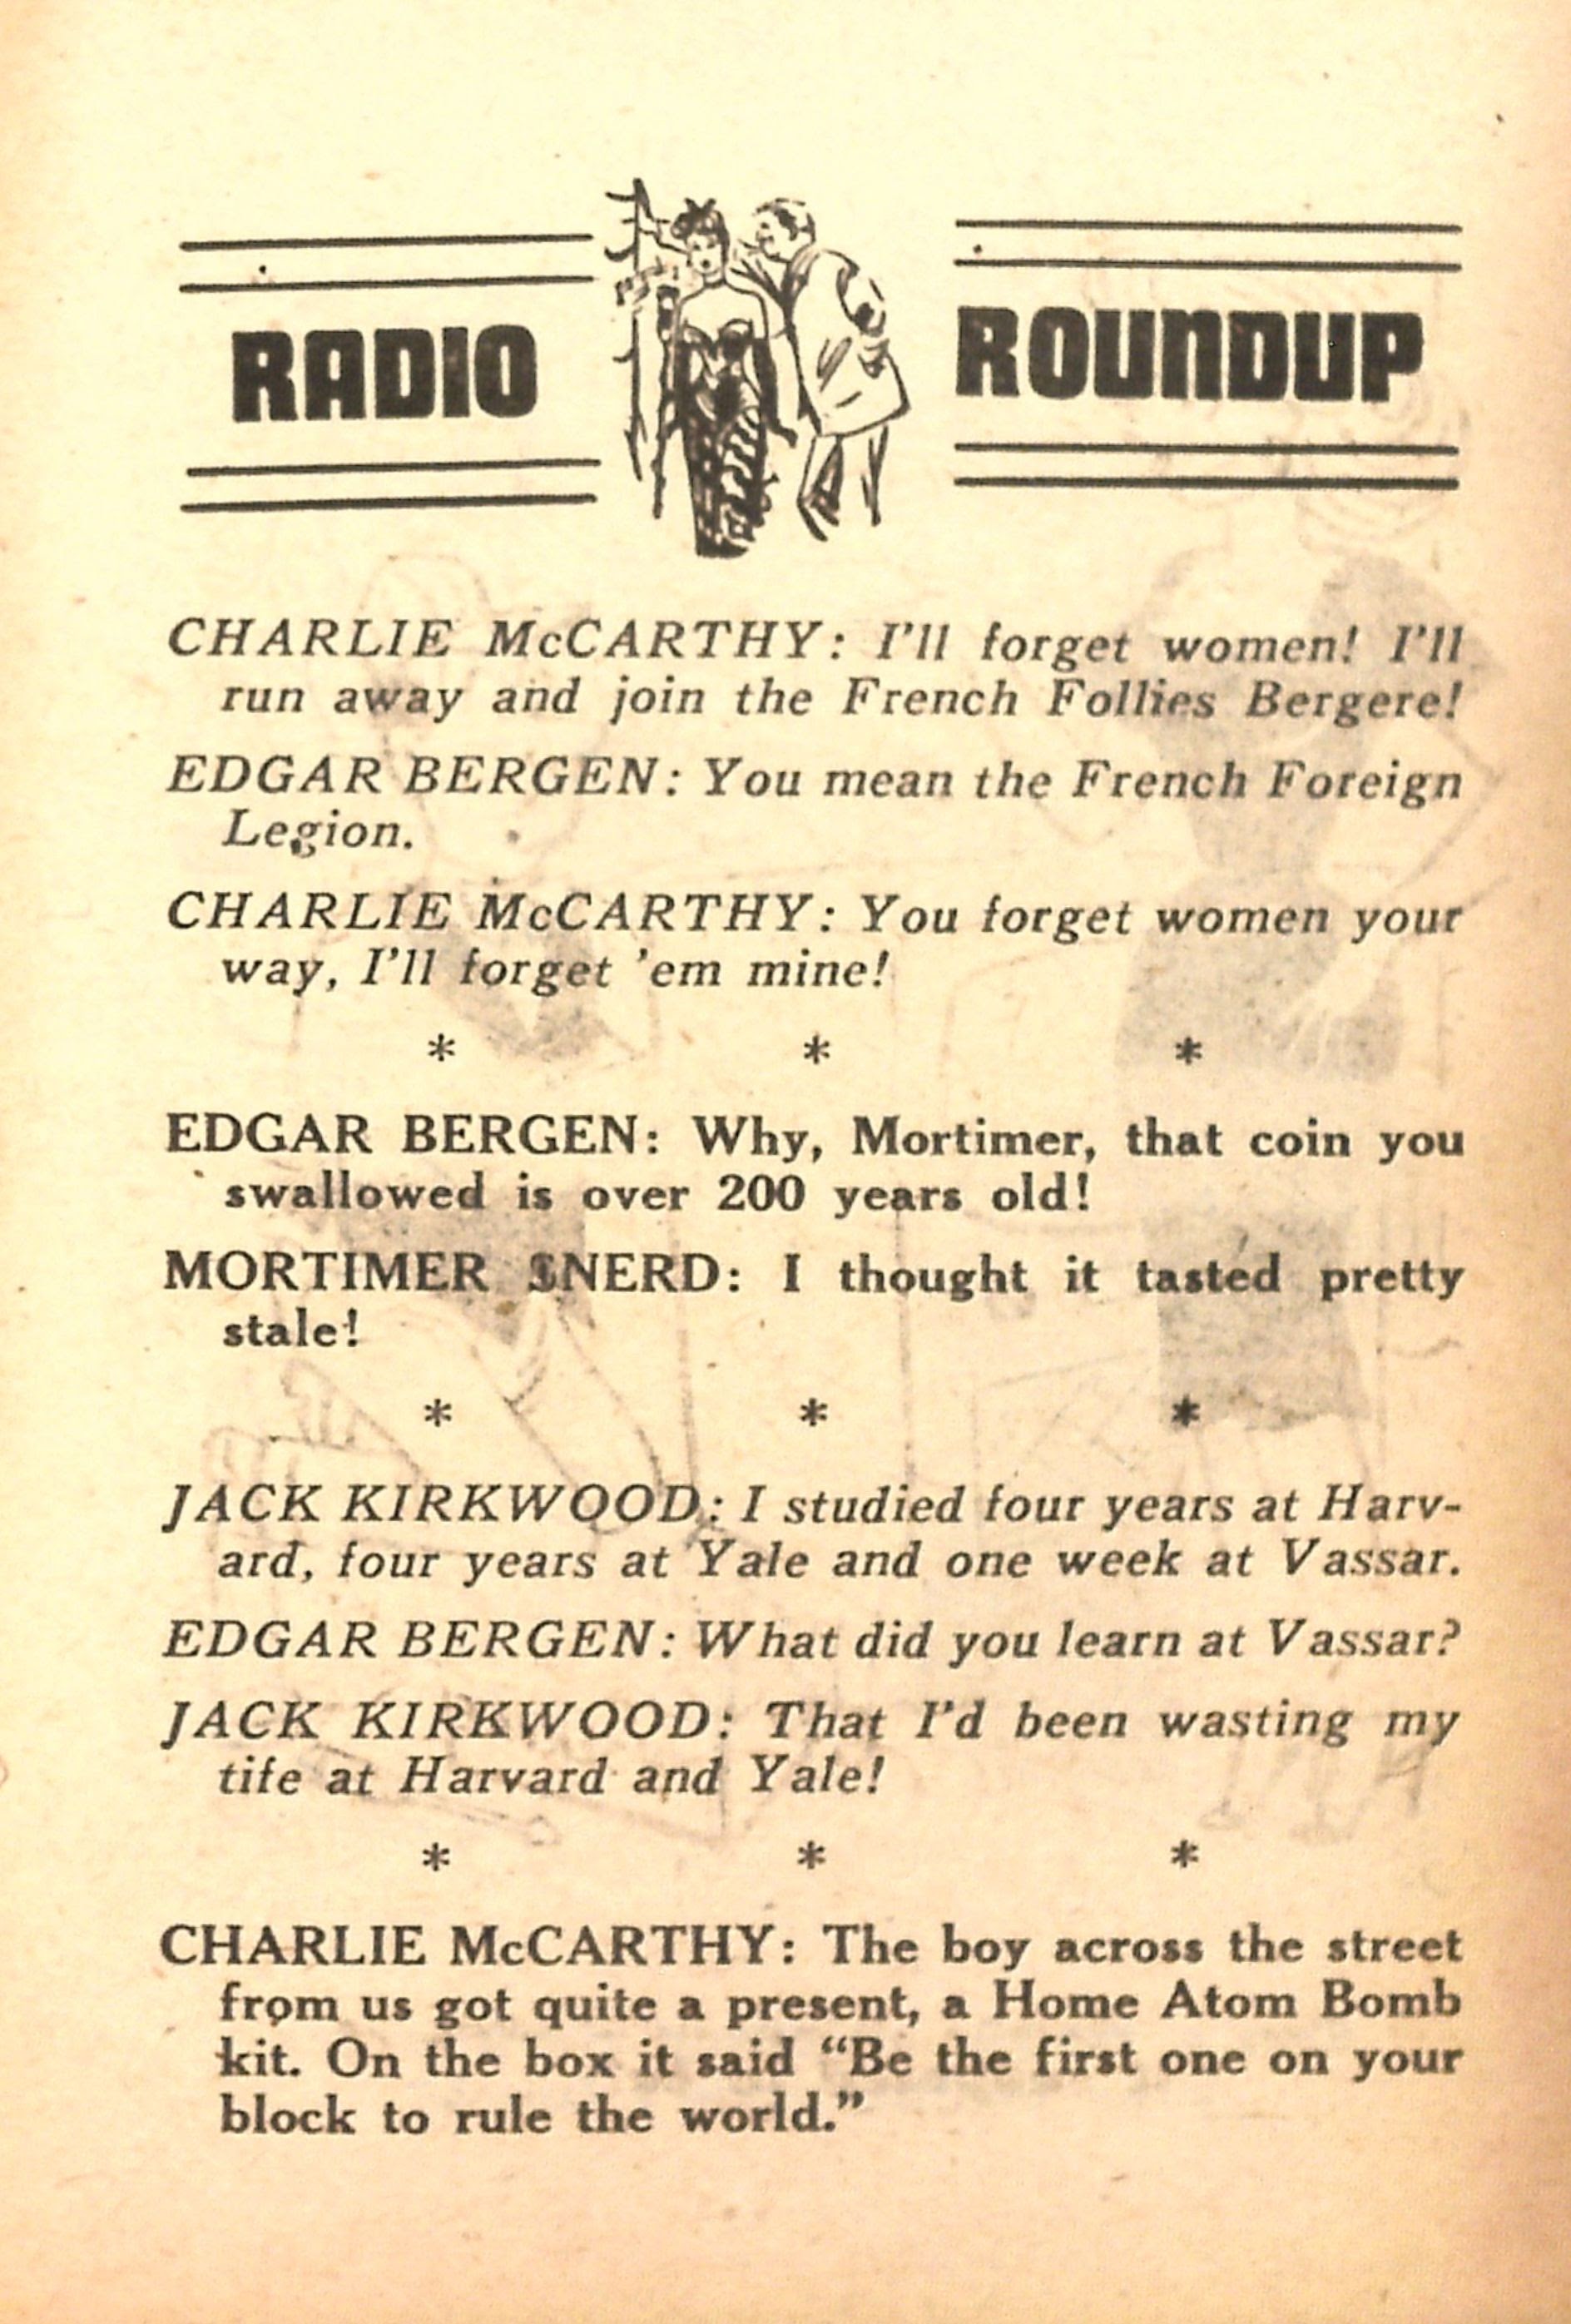 RADIO ROUNDUP
CHARLIE McCARTHY: I'll forget women! I'll
run away and join the French Follies Bergere!
EDGAR BERGEN: You mean the French Foreign
Legion.
CHARLIE McCARTHY: You forget women your
way, I'll forget 'em mine!
* * *
EDGAR BERGEN: Why, Mortimer, that coin you
swallowed is over 200 years old!
MORTIMER SNERD: I thought it tasted pretty
stale!
* * *
JACK KIRKWOOD: I studied four years at Harv-
ard, four years at Yale and one week at Vassar.
EDGAR BERGEN: What did you learn at Vassar?
JACK KIRKWOOD: That I'd been wasting my
tife at Harvard and Yale!
* * *
CHARLIE McCARTHY: The boy across the street
from us got quite a present, a Home Atom Bomb
kit. On the box it said “Be the first one on your
block to rule the world.”